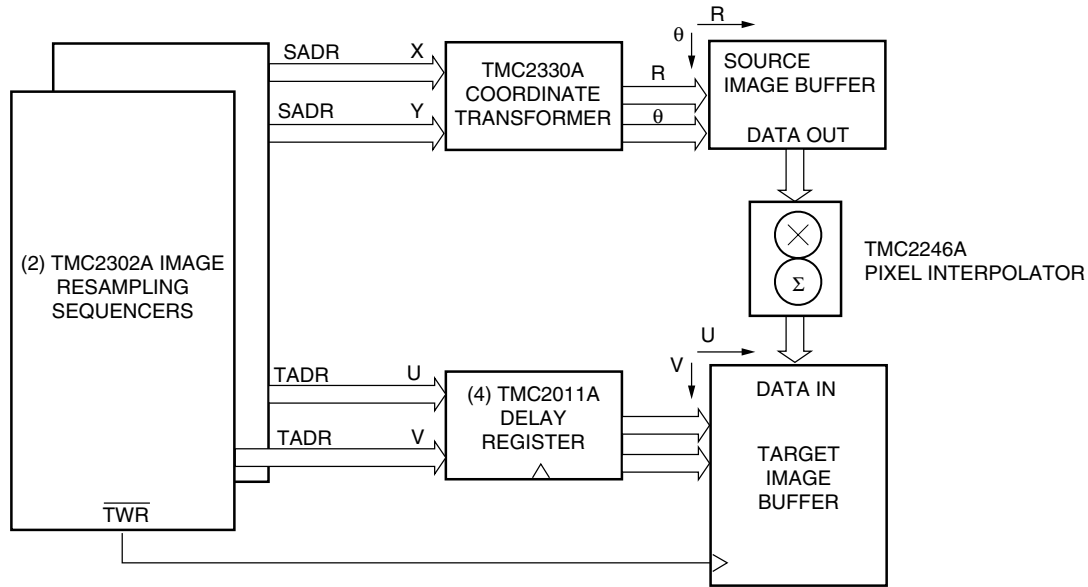 (2) TMC2302A IMAGE
RESAMPLING
SEQUENCERS
TWR
SADR X
SADR Y
TMC2330A
COORDINATE
TRANSFORMER
R
θ
R
θ
SOURCE
IMAGE BUFFER
DATA OUT
× 
Σ
TMC2246A
PIXEL INTERPOLATOR
TADR U
TADR V
(4) TMC2011A
DELAY
REGISTER
U
V
DATA IN
TARGET
IMAGE
BUFFER